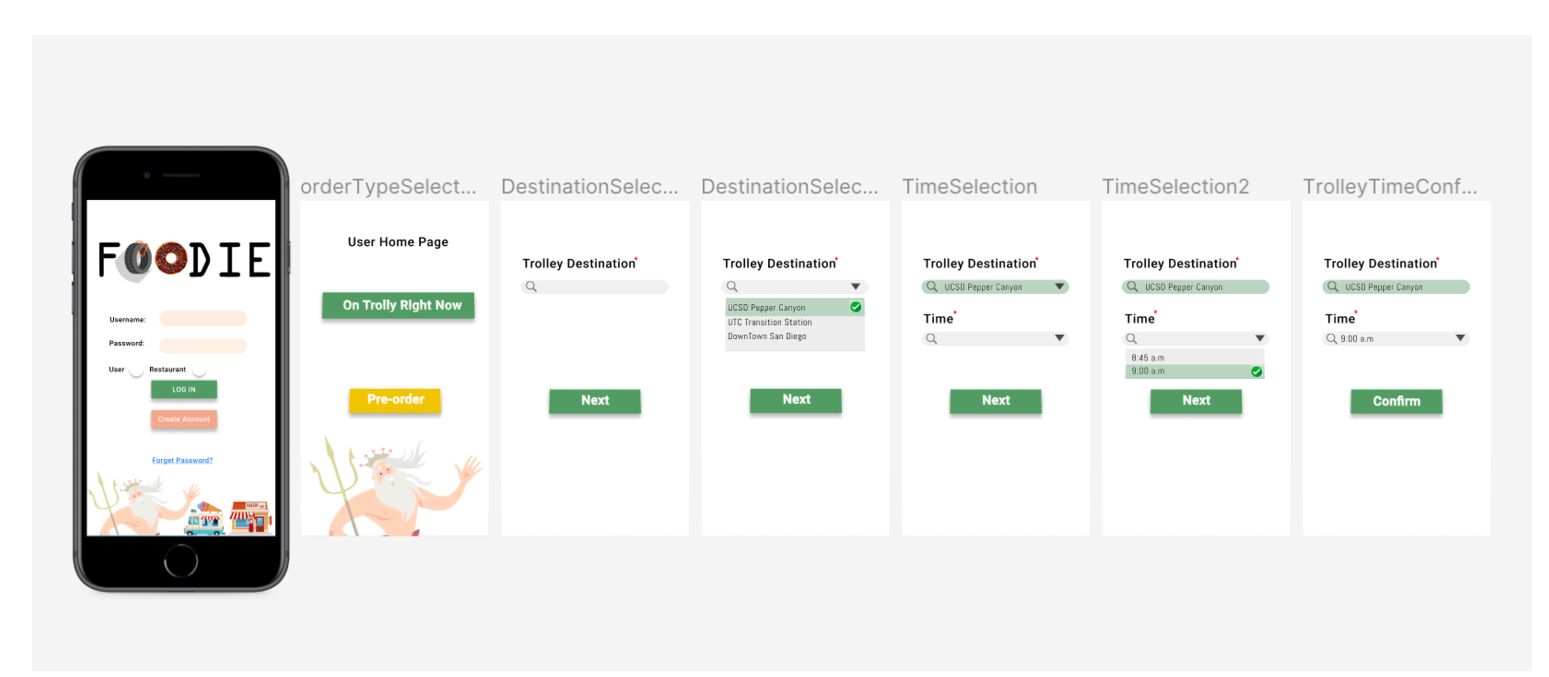 FOODIE
Username:
Password:
User Restaurant
LOG IN
Create Account
Forget Password?
orderTypeSelect...
User Home Page
On Trolly Right Now
Pre-order
DestinationSelec...
Trolley Destination*
Next
DestinationSelec...
Trolley Destination*
UCSD Pepper Canyon
UTC Transition Station
DownTown San Diego
Next
TimeSelection
Trolley Destination*
UCSD Pepper Canyon
Time*
Next
TimeSelection2
Trolley Destination*
UCSD Pepper Canyon
Time*
8:45 a.m
9:00 a.m
Next
TrolleyTimeConf...
Trolley Destination*
UCSD Pepper Canyon
Time*
9:00 a.m
Confirm